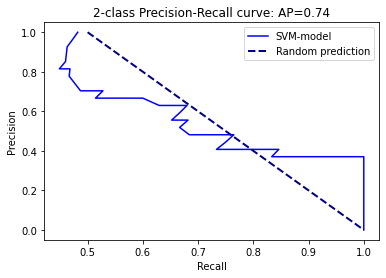 2-class Precision-Recall curve: AP=0.74
SVM-model
Random prediction
1.0
0.8
0.6
0.4
0.2
0.0
Precision
0.5 0.6 0.7 0.8 0.9 1.0
Recall